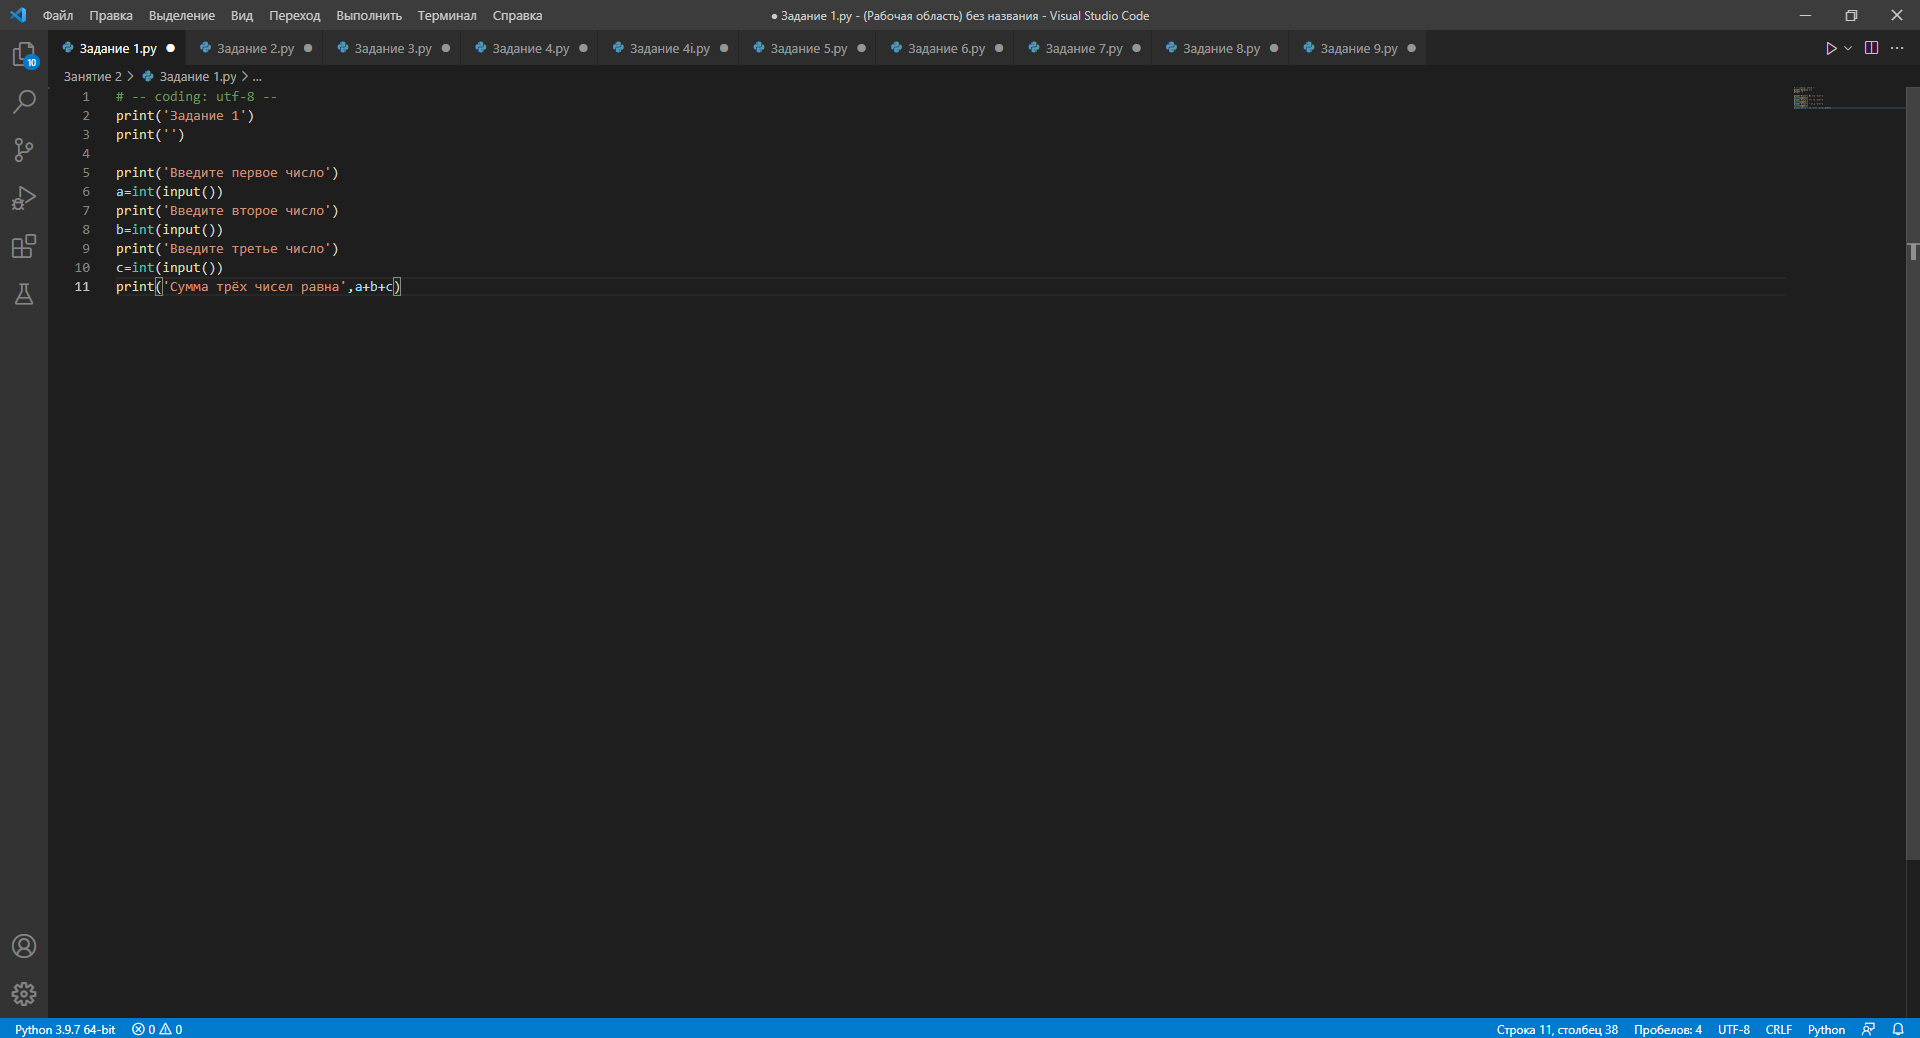 Файл Правка Выделение Вид Переход Выполнить Терминал Справка
● Задание 1.py - (Рабочая область) без названия - Visual Studio Code
Задание 1.py ● Задание 2.py ● Задание 3.py ● Задание 4.py ● Задание 4i.py ● Задание 5.py ● Задание 6.py ● Задание 7.py ● Задание 8.py ● Задание 9.py ●
10
Занятие 2 > Задание 1.py > ...
1 # -- coding: utf-8 --
2 print('Задание 1')
3 print('')
4
5 print('Введите первое число')
6 a=int(input())
7 print('Введите второе число')
8 b=int(input())
9 print('Введите третье число')
10 c=int(input())
11 print('Сумма трёх чисел равна',a+b+c)
Python 3.9.7 64-bit 0 0 Строка 11, столбец 38 Пробелов: 4 UTF-8 CRLF Python